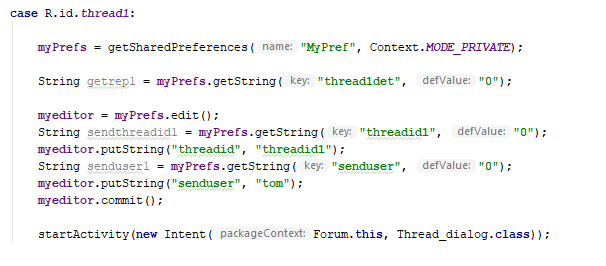 case R.id.thread1:
myPrefs = getSharedPreferences( name: "MyPref", Context.MODE_PRIVATE);
String getrep1 = myPrefs.getString( key: "thread1det", defValue: "0");
myeditor = myPrefs.edit();
String sendthreadid1 = myPrefs.getString( key: "threadid1", defValue: "0");
myeditor.putString("threadid", "threadid1");
String senduser1 = myPrefs.getString( key: "senduser", defValue: "0");
myeditor.putString("senduser", "tom");
myeditor.commit();
startActivity(new Intent( packageContext: Forum.this, Thread_dialog.class));